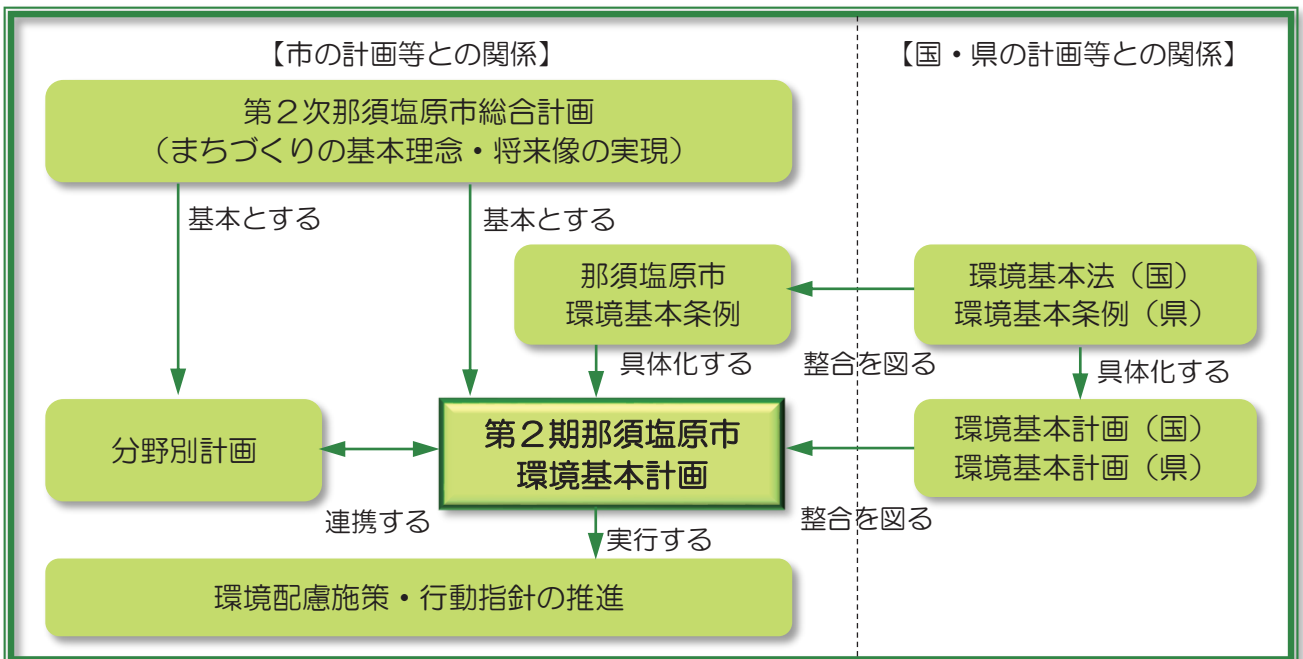 【市の計画等との関係】
【国・県の計画等との関係】
第２次那須塩原市総合計画
（まちづくりの基本理念・将来像の実現）
基本とする
基本とする
那須塩原市
環境基本条例
環境基本法（国）
環境基本条例（県）
具体化する
整合を図る
具体化する
分野別計画
第２期那須塩原市
環境基本計画
環境基本計画（国）
環境基本計画（県）
連携する
整合を図る
実行する
環境配慮施策・行動指針の推進